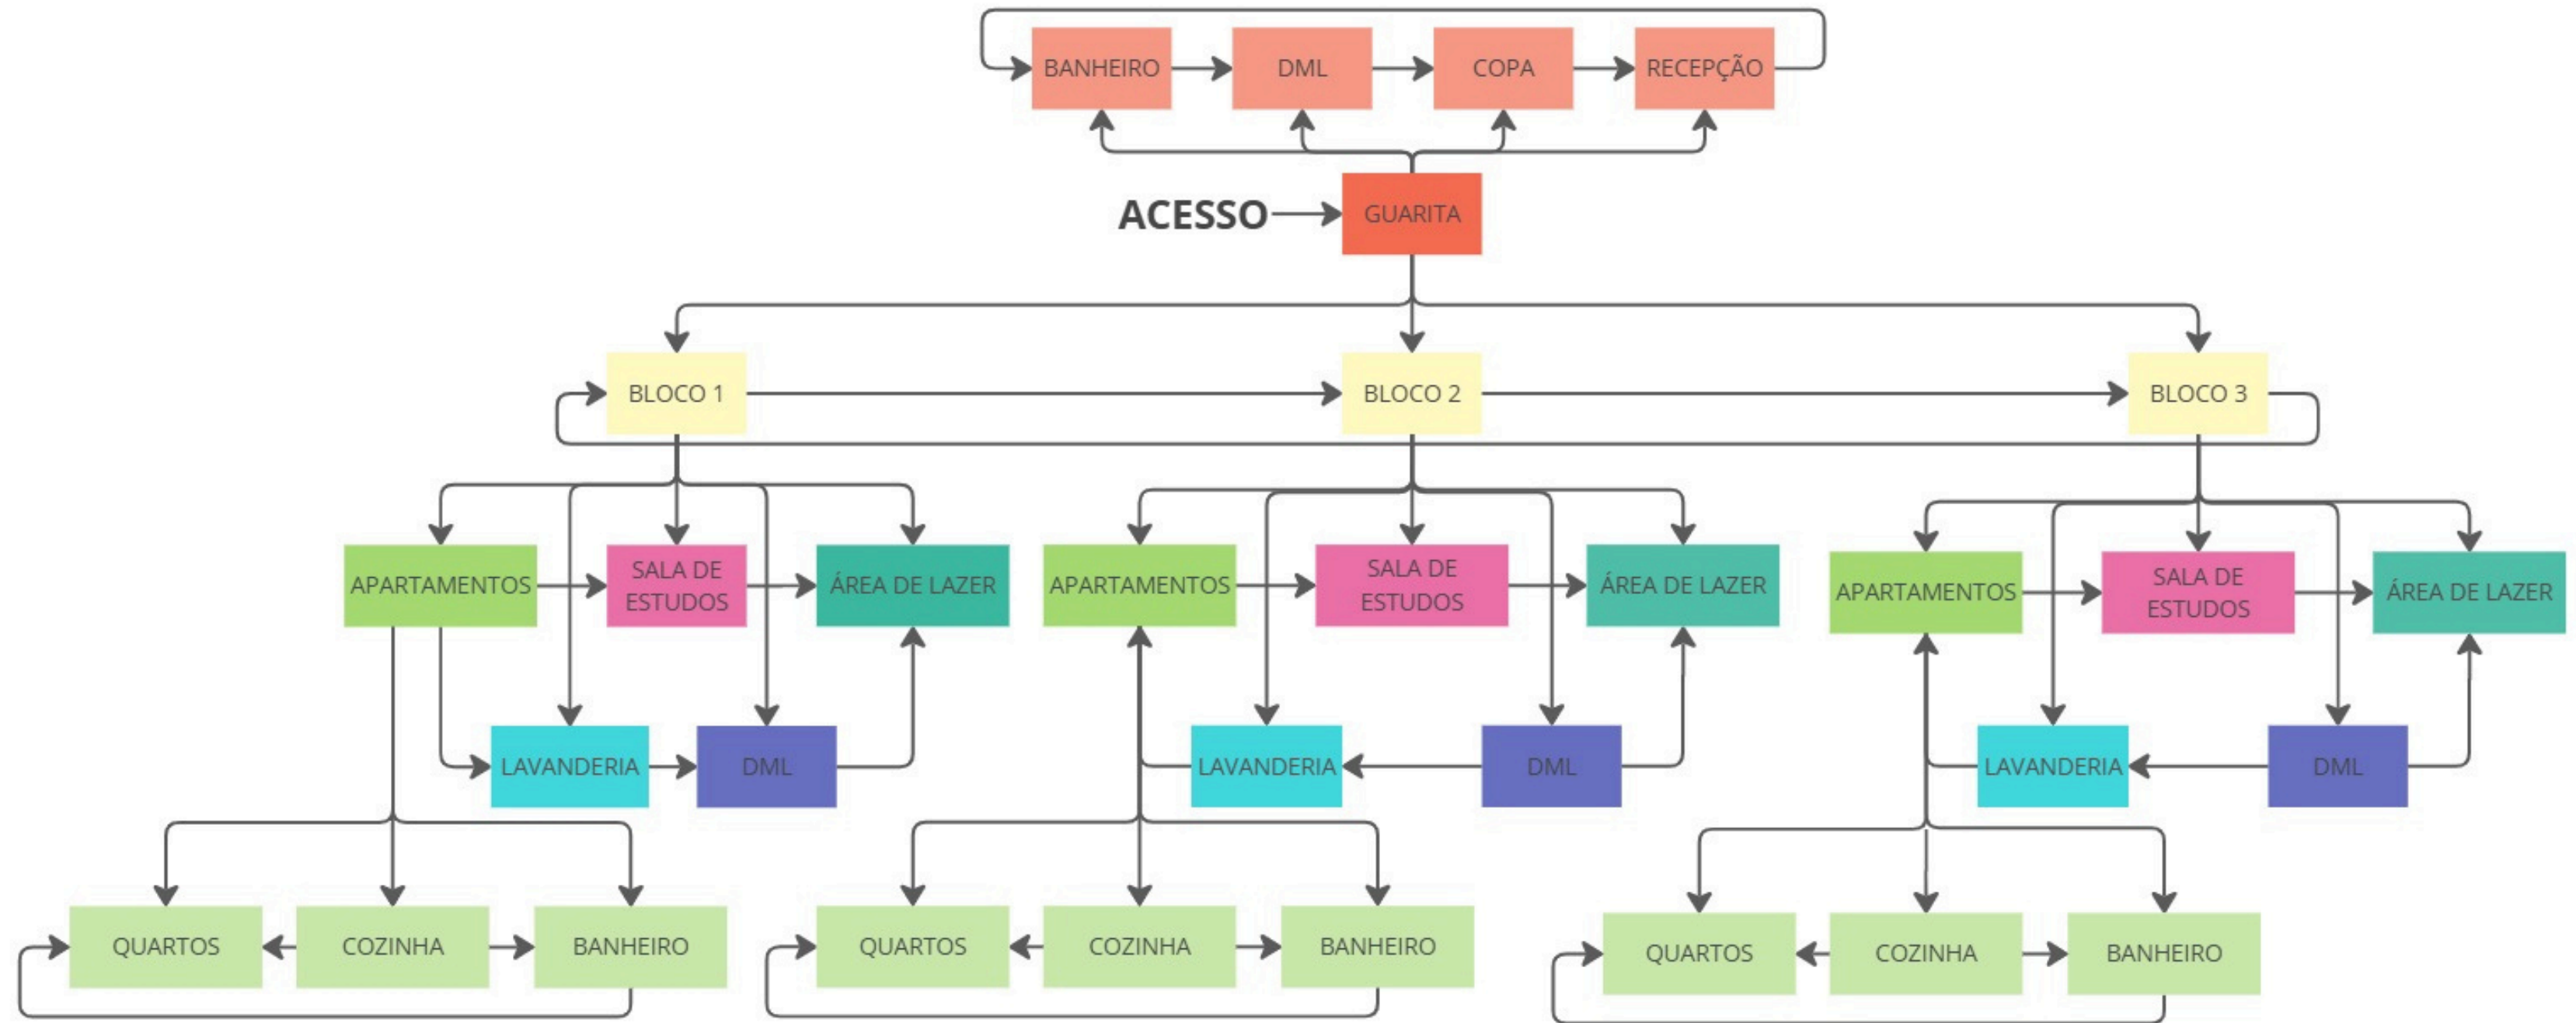 BANHEIRO
DML
COPA
RECEPÇÃO
ACESSO
GUARITA
BLOCO 1
BLOCO 2
BLOCO 3
APARTAMENTOS
SALA DE
ESTUDOS
ÁREA DE LAZER
APARTAMENTOS
SALA DE
ESTUDOS
ÁREA DE LAZER
APARTAMENTOS
SALA DE
ESTUDOS
ÁREA DE LAZER
LAVANDERIA
DML
LAVANDERIA
DML
LAVANDERIA
DML
QUARTOS
COZINHA
BANHEIRO
QUARTOS
COZINHA
BANHEIRO
QUARTOS
COZINHA
BANHEIRO